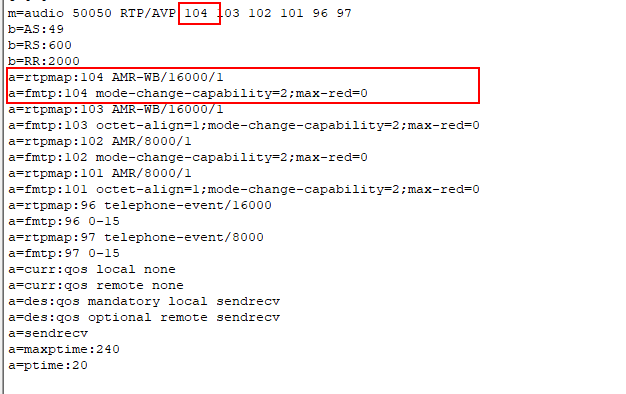 m=audio 50050 RTP/AVP 104 103 102 101 96 97
b=AS:49
b=RS:600
b=RR:2000
a=rtpmap:104 AMR-WB/16000/1
a=fmtp:104 mode-change-capability=2;max-red=0
a=rtpmap:103 AMR-WB/16000/1
a=fmtp:103 octet-align=1;mode-change-capability=2;max-red=0
a=rtpmap:102 AMR/8000/1
a=fmtp:102 mode-change-capability=2;max-red=0
a=rtpmap:101 AMR/8000/1
a=fmtp:101 octet-align=1;mode-change-capability=2;max-red=0
a=rtpmap:96 telephone-event/16000
a=fmtp:96 0-15
a=rtpmap:97 telephone-event/8000
a=fmtp:97 0-15
a=curr:qos local none
a=curr:qos remote none
a=des:qos mandatory local sendrecv
a=des:qos optional remote sendrecv
a=sendrecv
a=maxptime:240
a=ptime:20